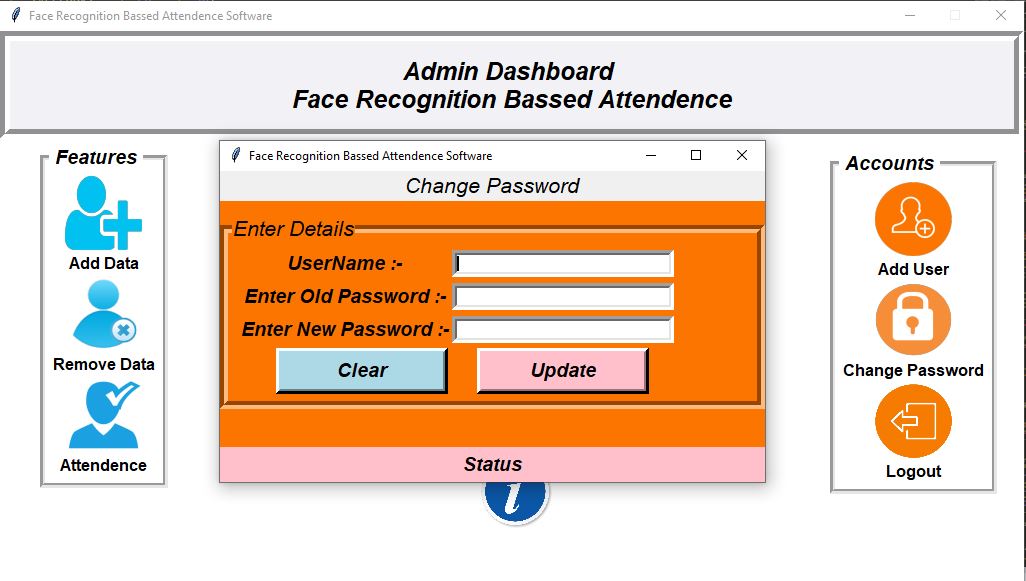 Face Recognition Bassed Attendence Software
Admin Dashboard
Face Recognition Bassed Attendence
Features
Add Data
Remove Data
Attendence
Face Recognition Bassed Attendence Software
Change Password
Enter Details
UserName :-
Enter Old Password :-
Enter New Password :-
Clear Update
Status
i
Accounts
Add User
Change Password
Logout